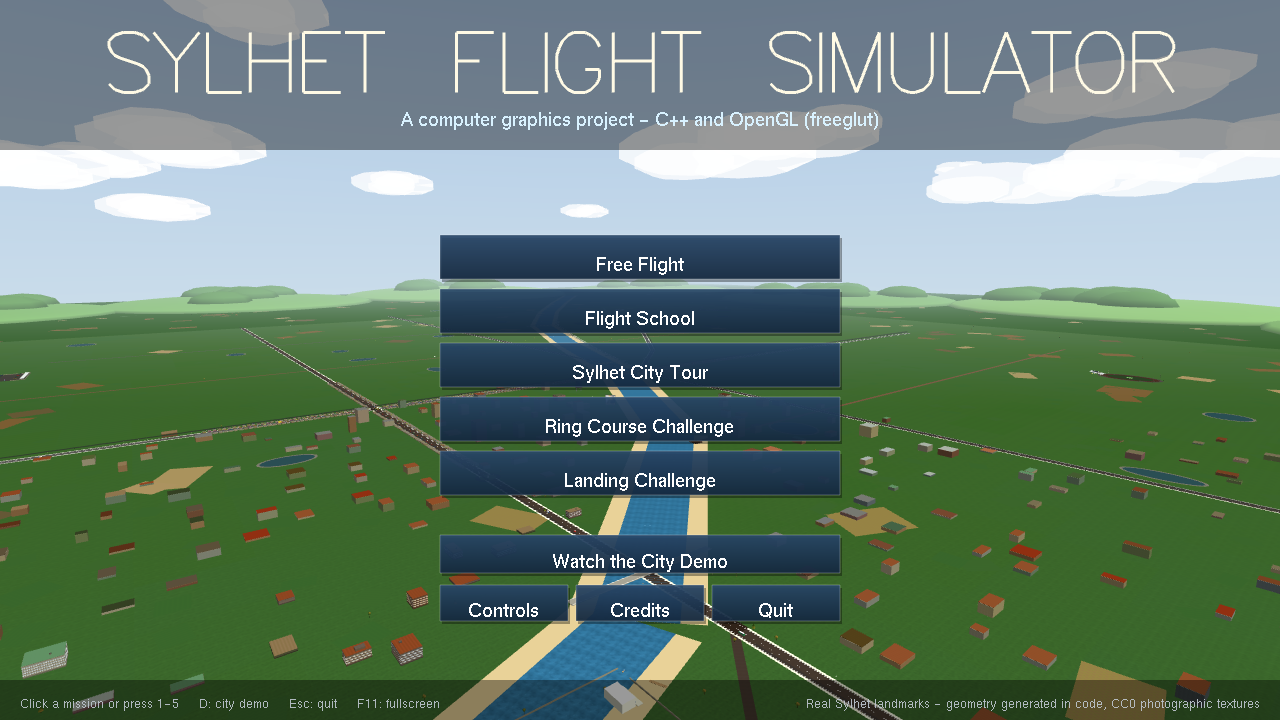 SYLHET FLIGHT SIMULATOR
A computer graphics project – C++ and OpenGL (freeglut)
Free Flight
Flight School
Sylhet City Tour
Ring Course Challenge
Landing Challenge
Watch the City Demo
Controls Credits Quit
Click a mission or press 1–5 D: city demo Esc: quit F11: fullscreen Real Sylhet landmarks – geometry generated in code, CC0 photographic textures